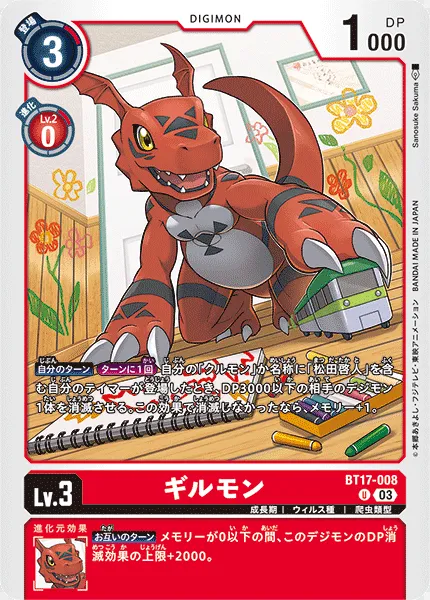 DIGIMON
登場
3
DP
1000
進化
Lv.2
0
Sanosuke Sakuma
©本郷あきよし・フジテレビ・東映アニメーション BANDAI MADE IN JAPAN
自分のターン ターンに1回 自分の「クルモン」か名称に「松田啓人」を含
む自分のテイマーが登場したとき、DP3000以下の相手のデジモン
1体を消滅させる。この効果で消滅しなかったなら、メモリー+1。
Lv.3
ギルモン
BT17-008
U 03
成長期 | ウィルス種 | 爬虫類型
進化元効果
お互いのターン メモリーが0以下の間、このデジモンのDP消
滅効果の上限+2000。